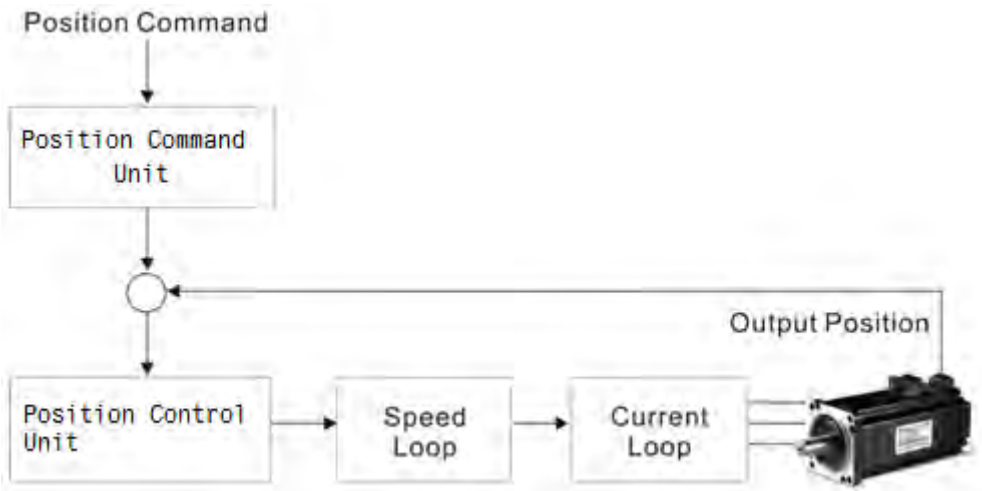 Position Command
Position Command
Unit
Output Position
Position Control
Unit
Speed
Loop
Current
Loop